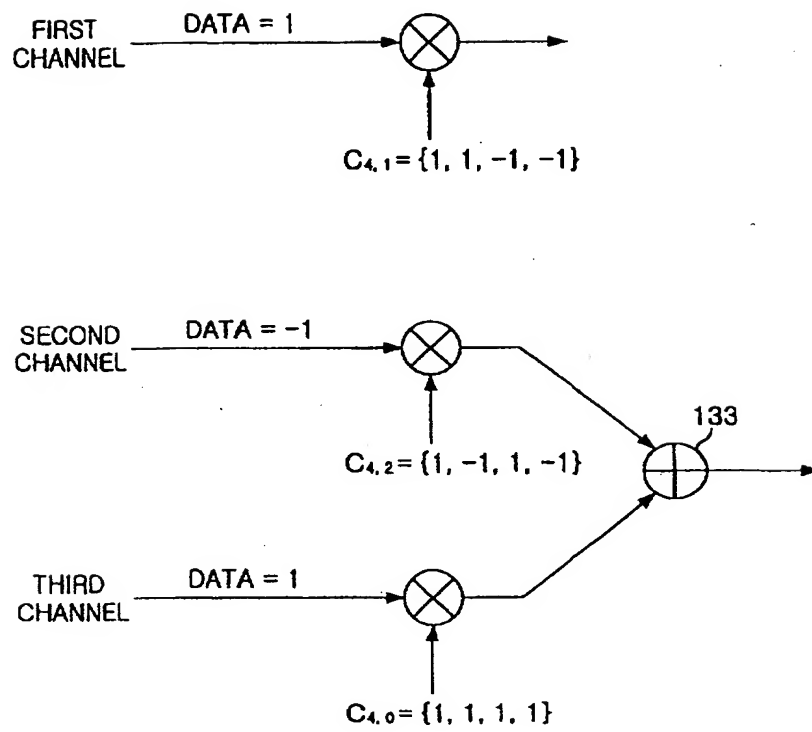 FIRST
CHANNEL
DATA = 1
C4, 1 = {1, 1, -1, -1}
SECOND
CHANNEL
DATA = -1
C4, 2 = {1, -1, 1, -1}
133
THIRD
CHANNEL
DATA = 1
C4, 0 = {1, 1, 1, 1}